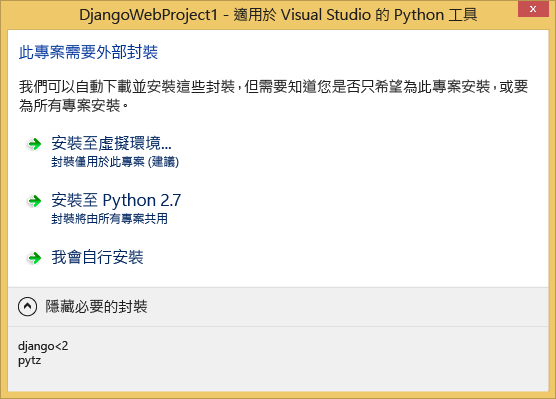 DjangoWebProject1 - 適用於 Visual Studio 的 Python 工具
x
此專案需要外部封裝
我們可以自動下載並安裝這些封裝，但需要知道您是否只希望為此專案安裝，或要
為所有專案安裝。
安裝至虛擬環境...
封裝僅用於此專案 (建議)
安裝至 Python 2.7
封裝將由所有專案共用
我會自行安裝
隱藏必要的封裝
django<2
pytz